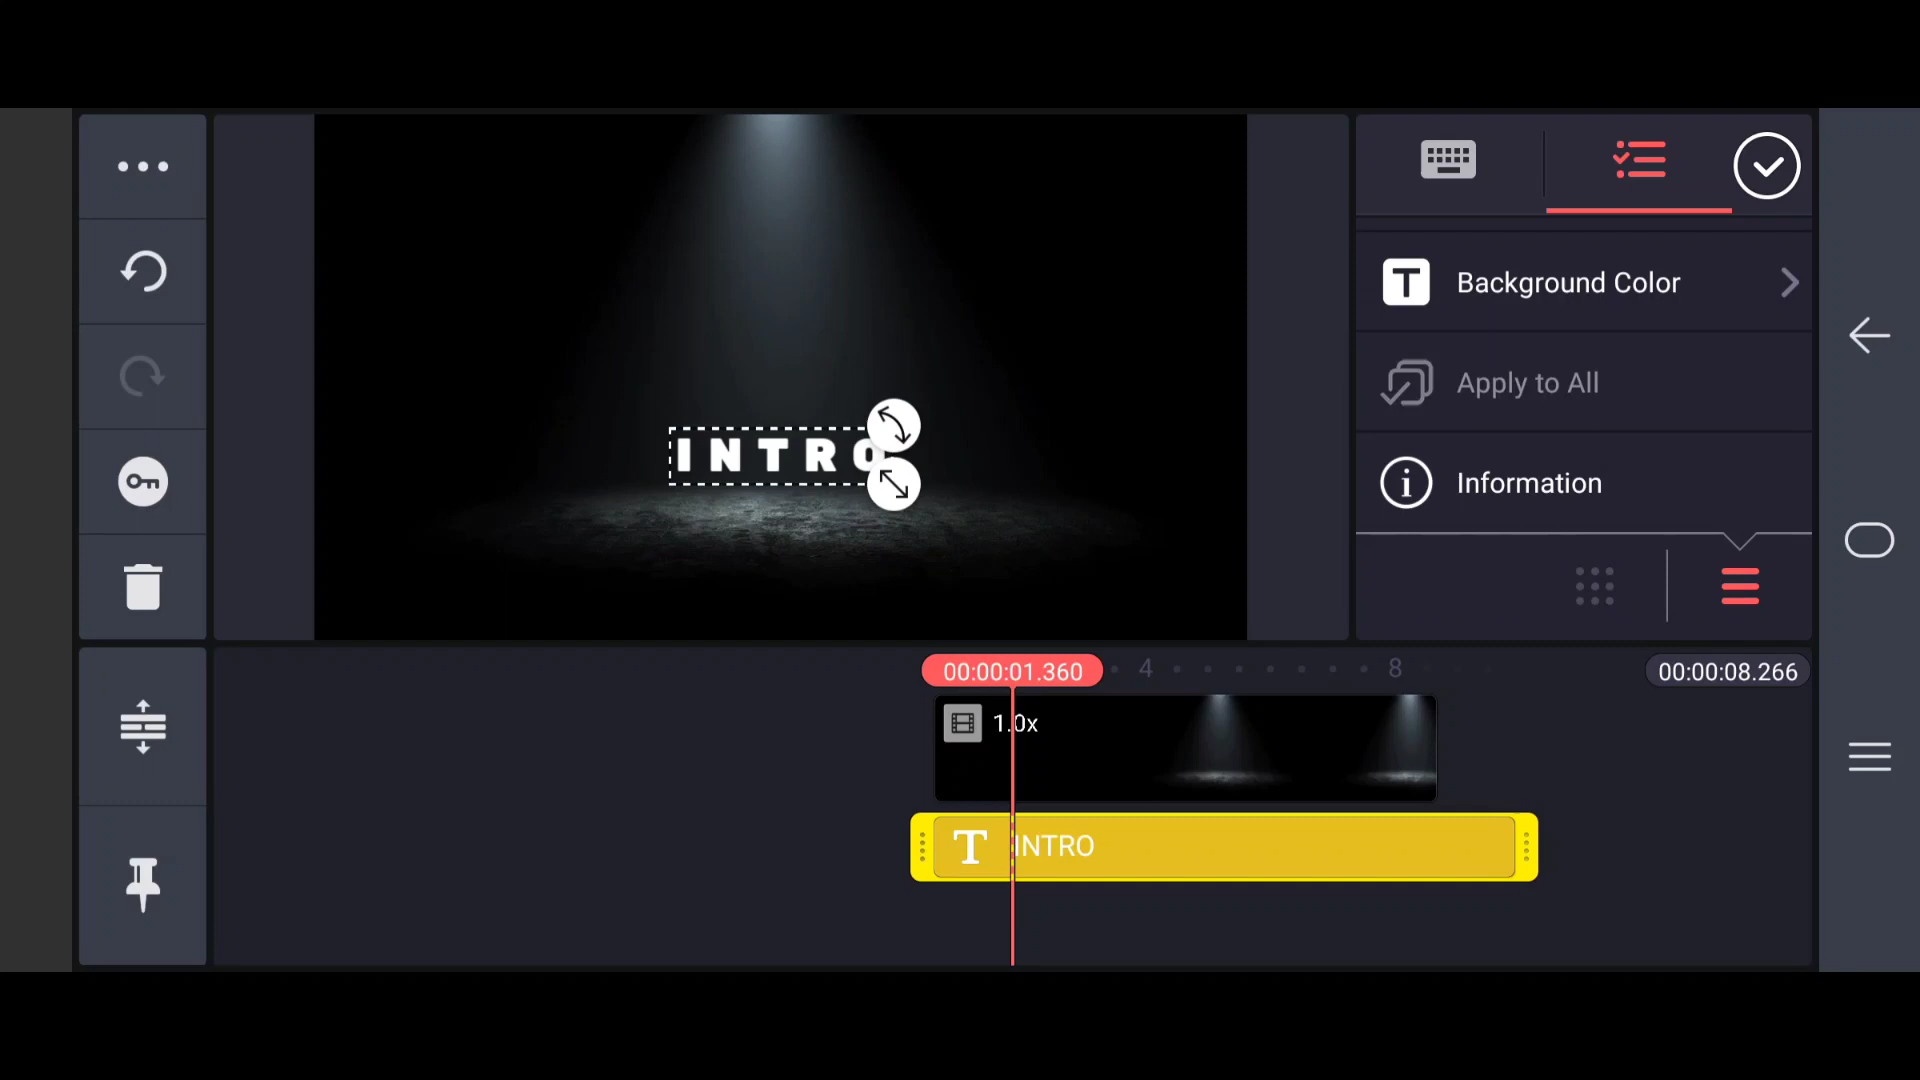 INTRO
Background Color
Apply to All
Information
00:00:01.360
4
8
00:00:08.266
1.0x
T INTRO